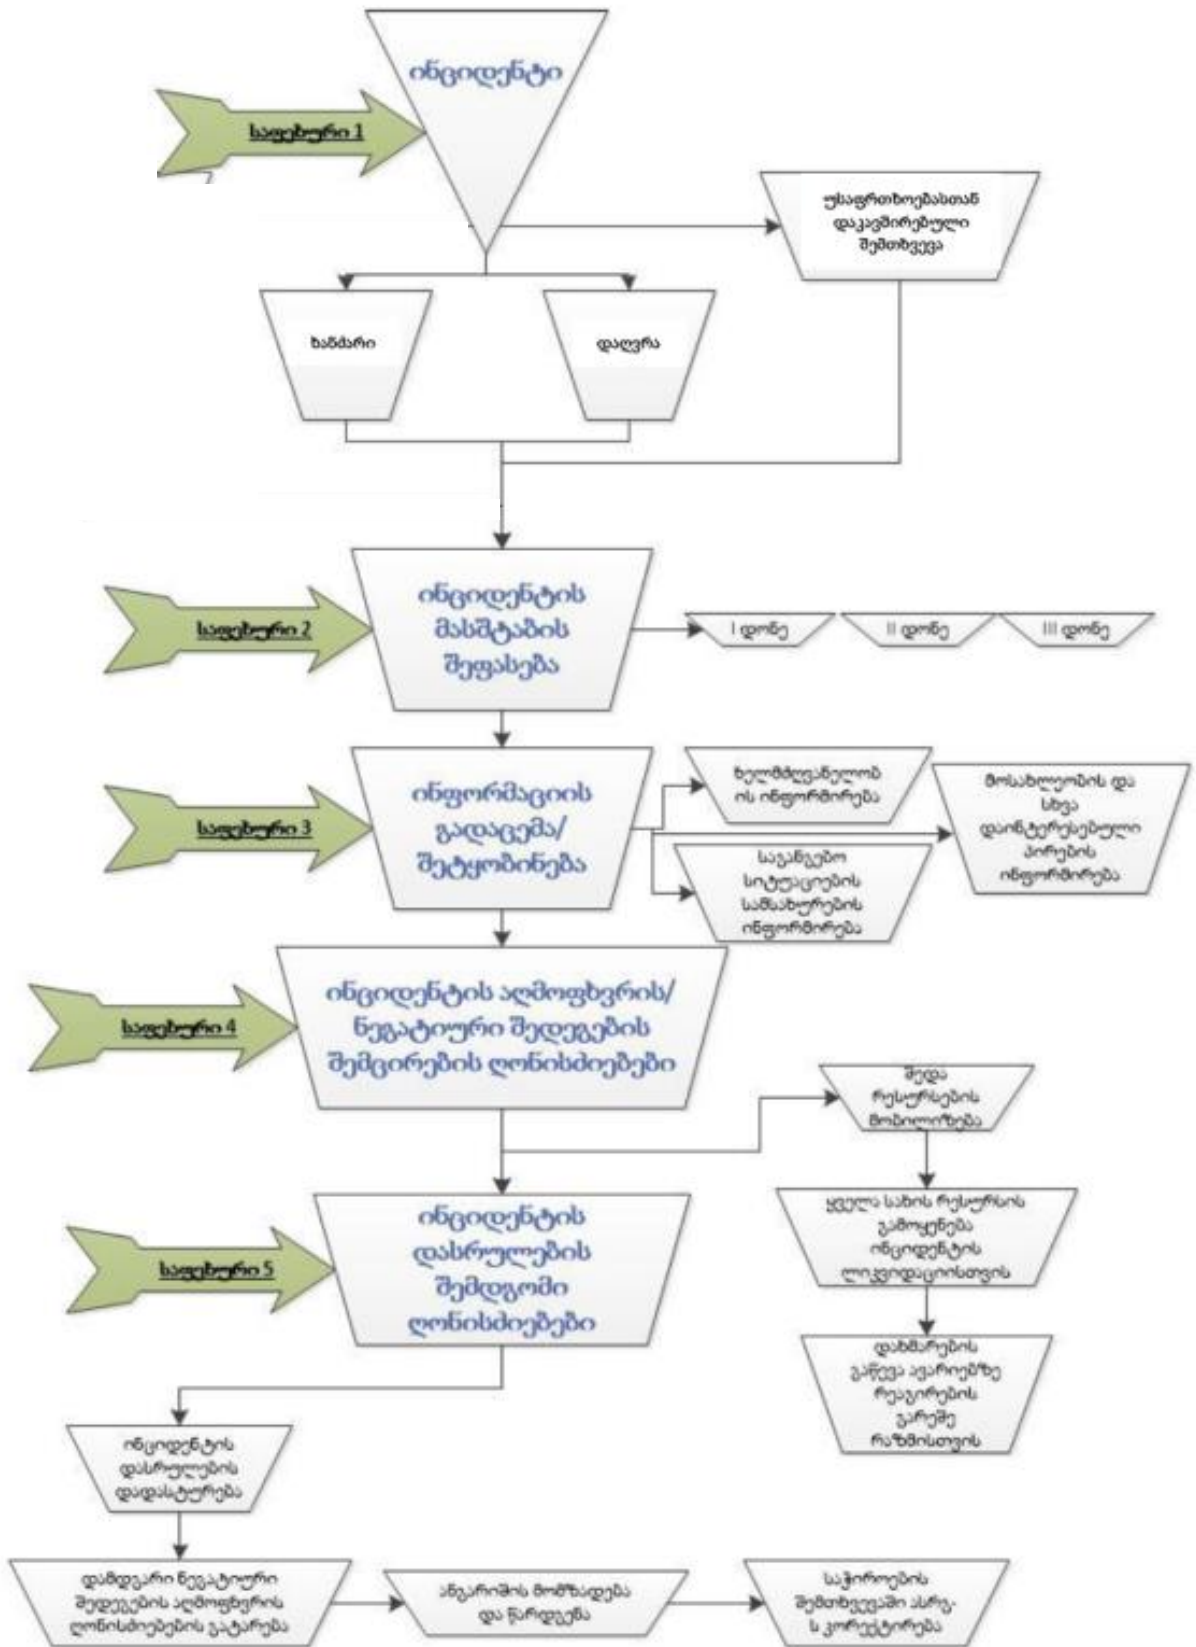 ინციდენტი
საფეხური 1
უსაფრთხოებასთან
დაკავშირებული
შემთხვევა
ხანძარი
დაღვრა
საფეხური 2
ინციდენტის
მასშტაბის
შეფასება
I დონე
II დონე
III დონე
საფეხური 3
ინფორმაციის
გადაცემა/
შეტყობინება
ხელმძღვანელობ
ის ინფორმირება
მოსახლეობის და
სხვა
დაინტერესებული
პირების
ინფორმირება
საგანგებო
სიტუაციების
სამსახურების
ინფორმირება
საფეხური 4
ინციდენტის აღმოფხვრის/
ნეგატიური შედეგების
შემცირების ღონისძიებები
შედა
რესურსების
მობილიზება
ყველა სახის რესურსის
გამოყენება
ინციდენტის
ლიკვიდაციისთვის
დახმარების
გაწევა ავარიებზე
რეაგირების
გარეშე
რაზმისთვის
საფეხური 5
ინციდენტის
დასრულების
შემდგომი
ღონისძიებები
ინციდენტის
დასრულების
დადასტურება
დამდგარი ნეგატიური
შედეგების აღმოფხვრის
ღონისძიებების გატარება
ანგარიშის მომზადება
და წარდგენა
საჭიროების
შემთხვევაში ასრგ-
ს კორექტირება